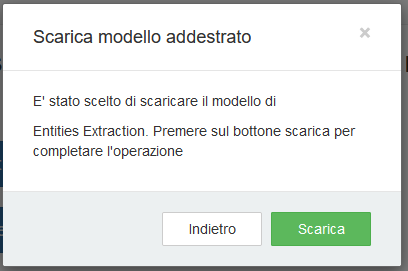 Scarica modello addestrato
×
E' stato scelto di scaricare il modello di
Entities Extraction. Premere sul bottone scarica per
completare l'operazione
Indietro
Scarica